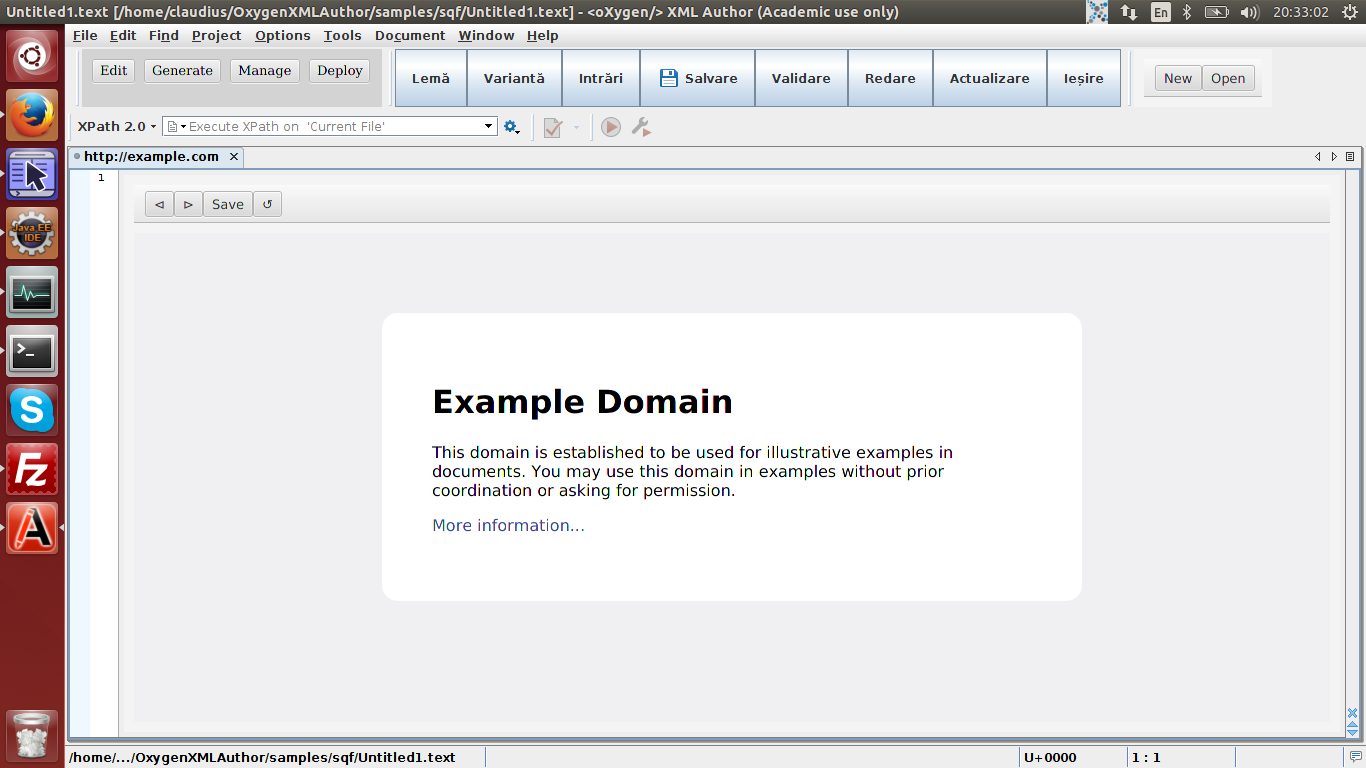 Untitled1.text [/home/claudius/OxygenXMLAuthor/samples/sqf/Untitled1.text] - <oXygen/> XML Author (Academic use only)
En
20:33:02
File Edit Find Project Options Tools Document Window Help
Edit Generate Manage Deploy Lemă Variantă Intrări Salvare Validare Redare Actualizare Ieșire New Open
XPath 2.0 Execute XPath on 'Current File'
http://example.com
1
Save
Example Domain
This domain is established to be used for illustrative examples in
documents. You may use this domain in examples without prior
coordination or asking for permission.
More information...
Java EE
IDE
/home/.../OxygenXMLAuthor/samples/sqf/Untitled1.text U+0000 1 : 1